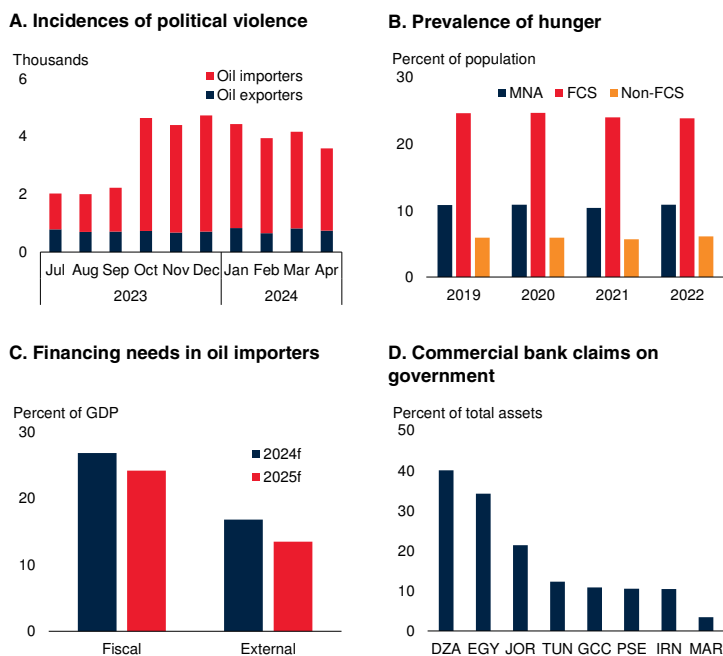 A. Incidences of political violence
Thousands
6
Oil importers
Oil exporters
4
2
0
Jul Aug Sep Oct Nov Dec Jan Feb Mar Apr
2023 2024
B. Prevalence of hunger
Percent of population
30
MNA FCS Non-FCS
20
10
0
2019 2020 2021 2022
C. Financing needs in oil importers
Percent of GDP
30
2024f
2025f
20
10
0
Fiscal External
D. Commercial bank claims on
government
Percent of total assets
50
40
30
20
10
0
DZA EGY JOR TUN GCC PSE IRN MAR